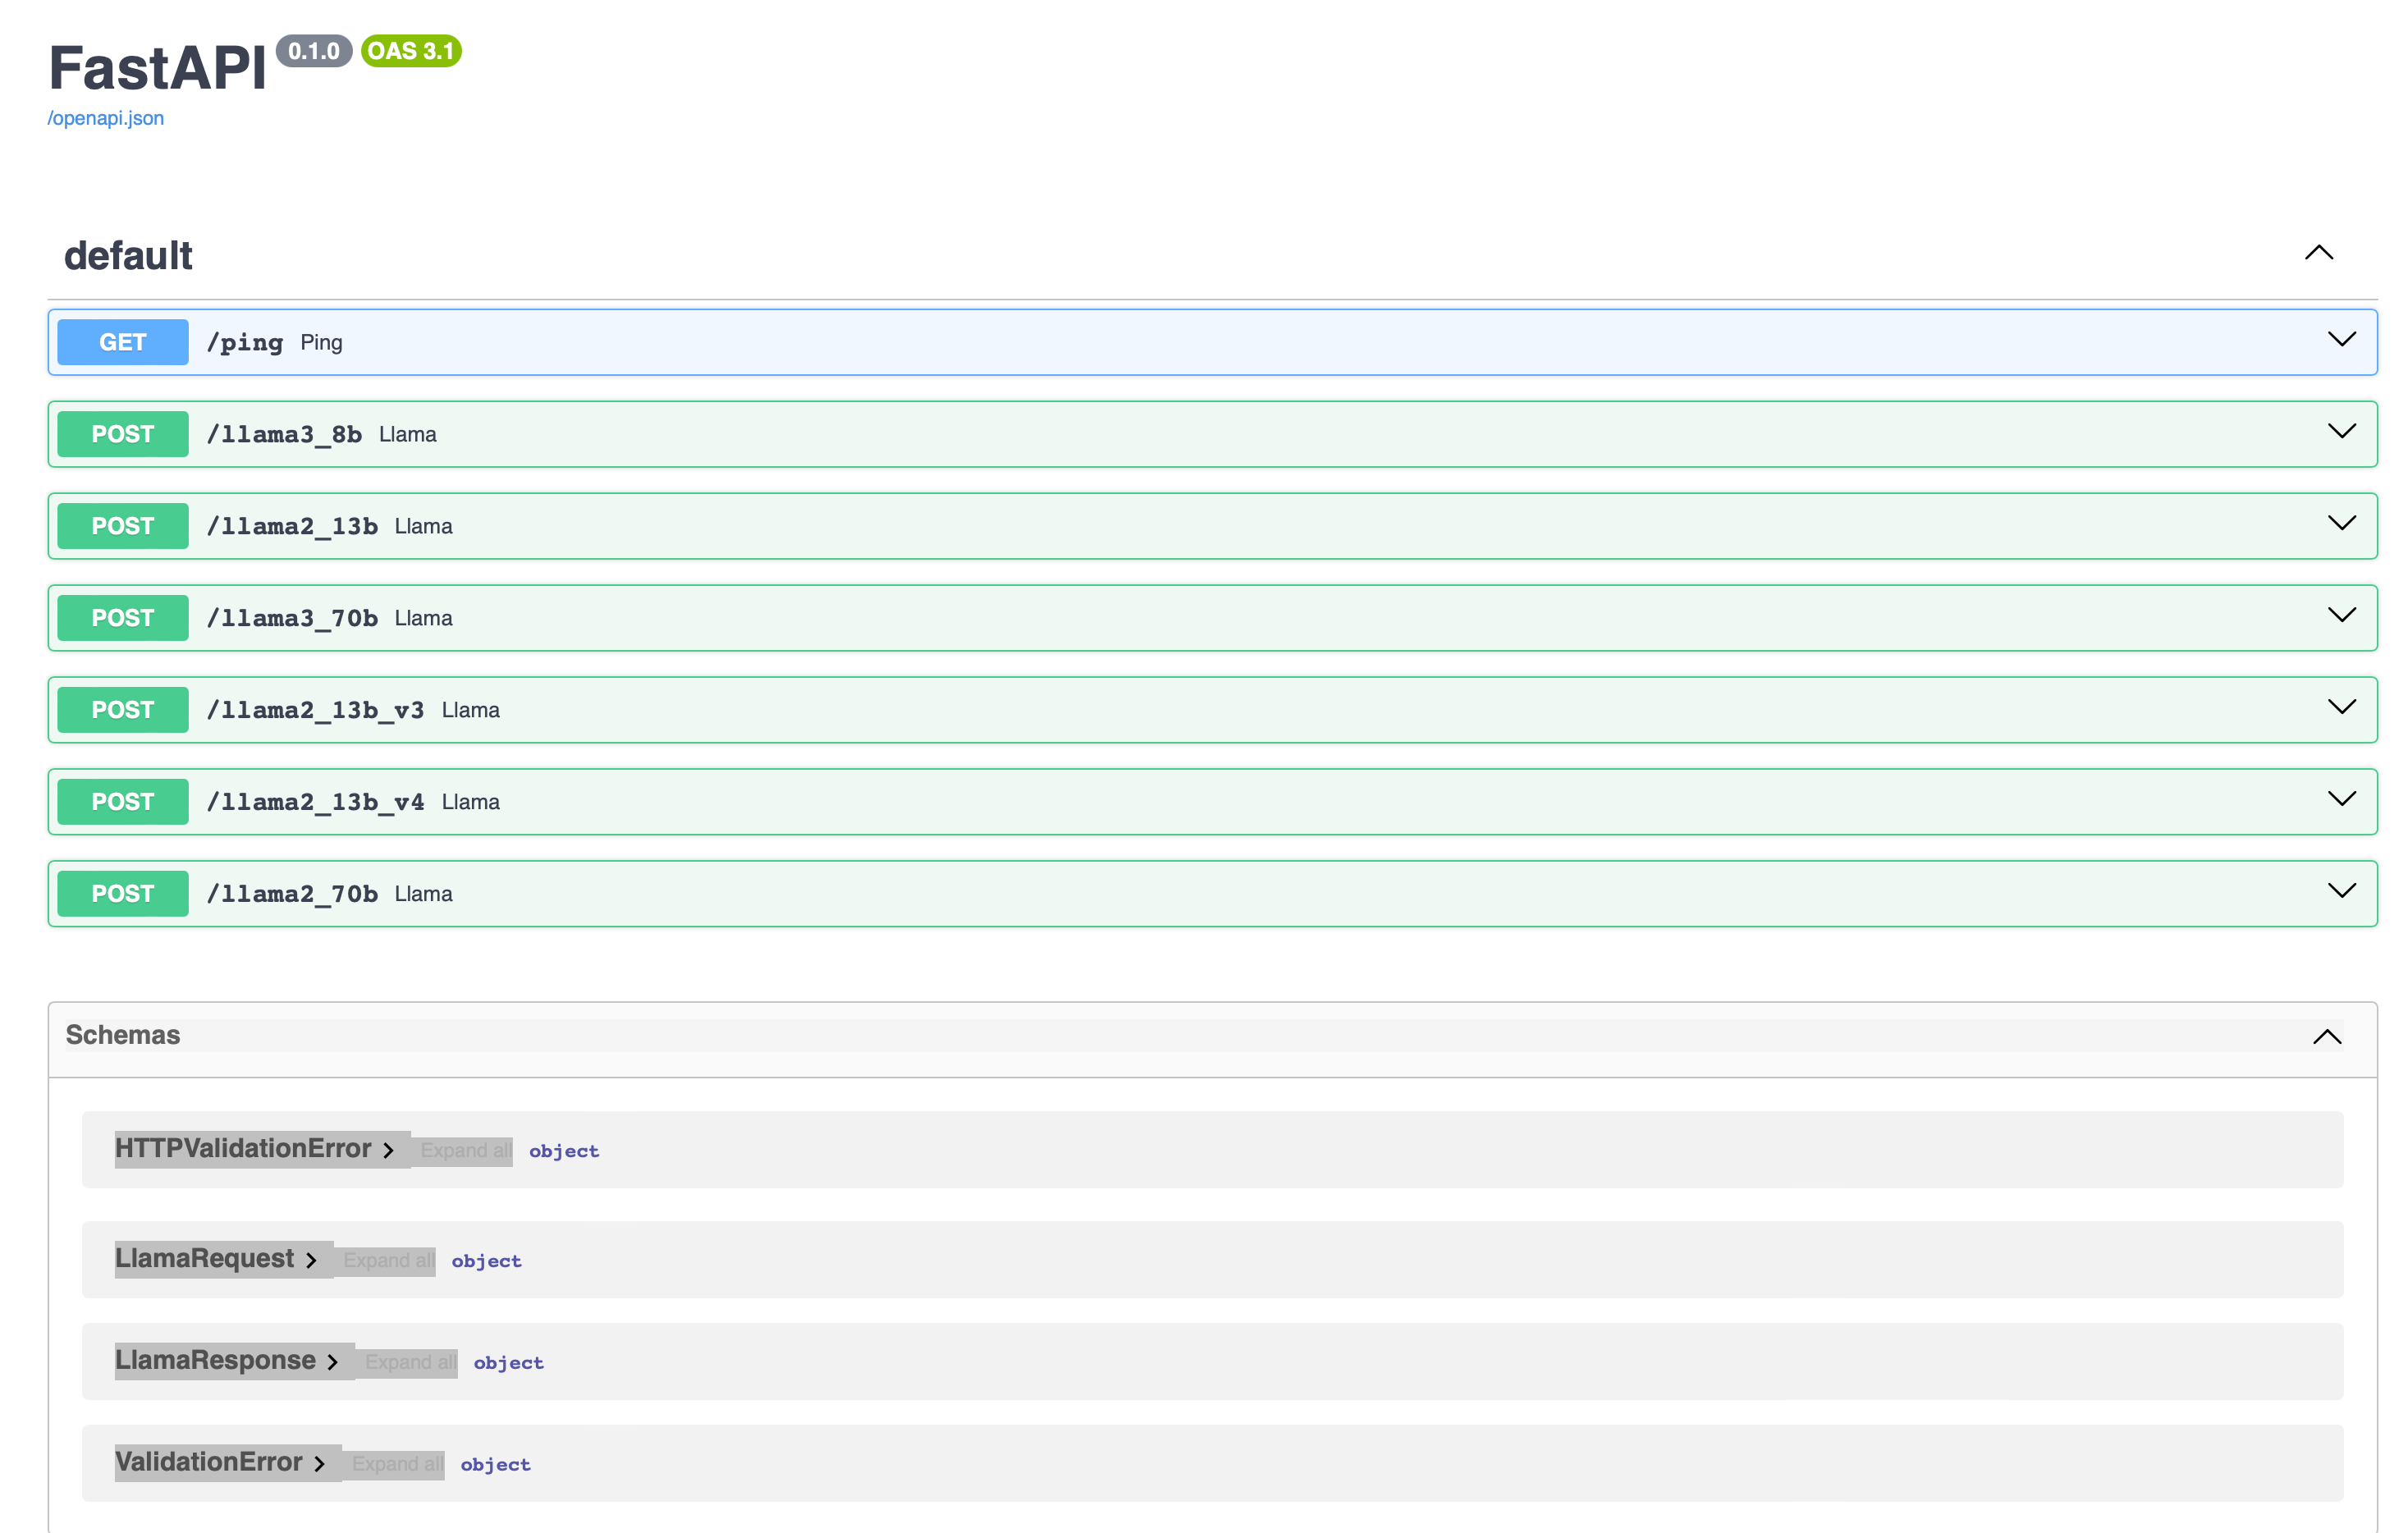 FastAPI 0.1.0 OAS 3.1
/openapi.json
default
GET /ping Ping
POST /llama3_8b Llama
POST /llama2_13b Llama
POST /llama3_70b Llama
POST /llama2_13b_v3 Llama
POST /llama2_13b_v4 Llama
POST /llama2_70b Llama
Schemas
HTTPValidationError Expand all object
LlamaRequest Expand all object
LlamaResponse Expand all object
ValidationError Expand all object